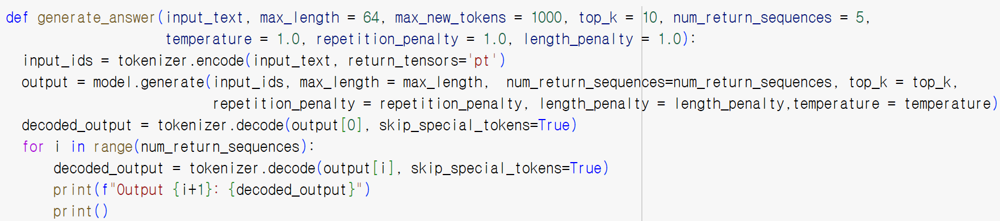 def generate_answer(input_text, max_length = 64, max_new_tokens = 1000, top_k = 10, num_return_sequences = 5,
                    temperature = 1.0, repetition_penalty = 1.0, length_penalty = 1.0):
  input_ids = tokenizer.encode(input_text, return_tensors='pt')
  output = model.generate(input_ids, max_length = max_length,  num_return_sequences=num_return_sequences, top_k = top_k,
                          repetition_penalty = repetition_penalty, length_penalty = length_penalty,temperature = temperature)
  decoded_output = tokenizer.decode(output[0], skip_special_tokens=True)
  for i in range(num_return_sequences):
      decoded_output = tokenizer.decode(output[i], skip_special_tokens=True)
      print(f"Output {i+1}: {decoded_output}")
      print()